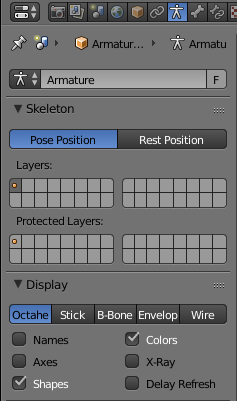 Armatur... Armatu
Armature F
Skeleton
Pose Position Rest Position
Layers:
Protected Layers:
Display
Octahe Stick B-Bone Envelop Wire
Names Colors
Axes X-Ray
Shapes Delay Refresh